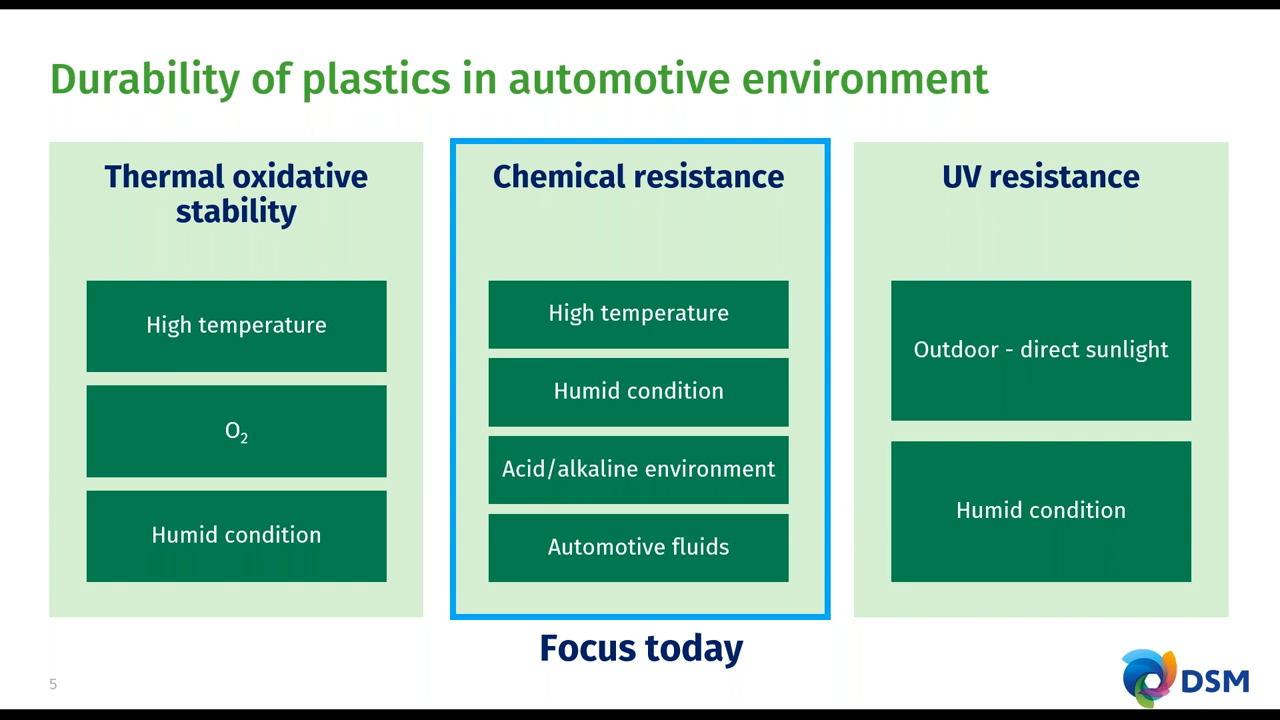 Durability of plastics in automotive environment
Thermal oxidative
stability
High temperature
O₂
Humid condition
Chemical resistance
High temperature
Humid condition
Acid/alkaline environment
Automotive fluids
UV resistance
Outdoor - direct sunlight
Humid condition
Focus today
5
DSM